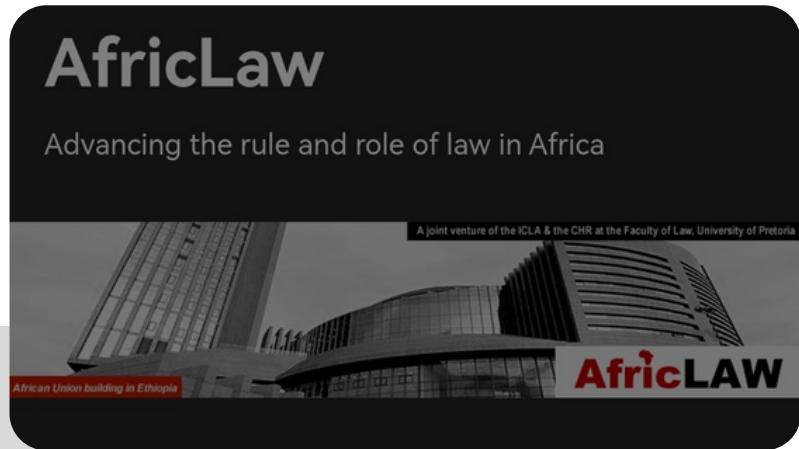 AfricLaw
Advancing the rule and role of law in Africa
A joint venture of the ICLA & the CHR at the Faculty of Law, University of Pretoria
African Union building in Ethiopia
AfricLAW